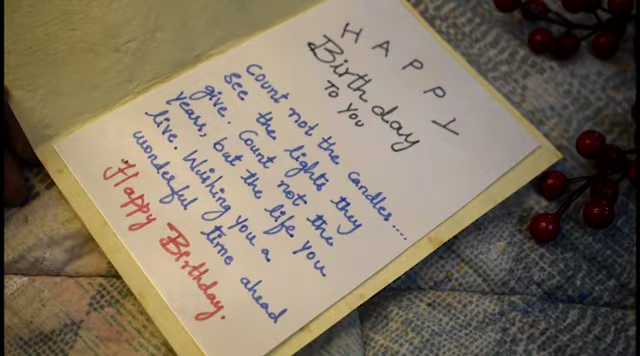 HAPPY
Birthday
TO YOU
Count not the candles....
see the lights they
give. Count not the
years, but the life you
live. Wishing you a
wonderful time ahead
Happy Birthday.